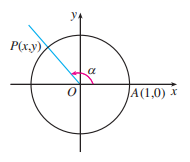 y
P(x,y)
α
O
A(1,0)
x